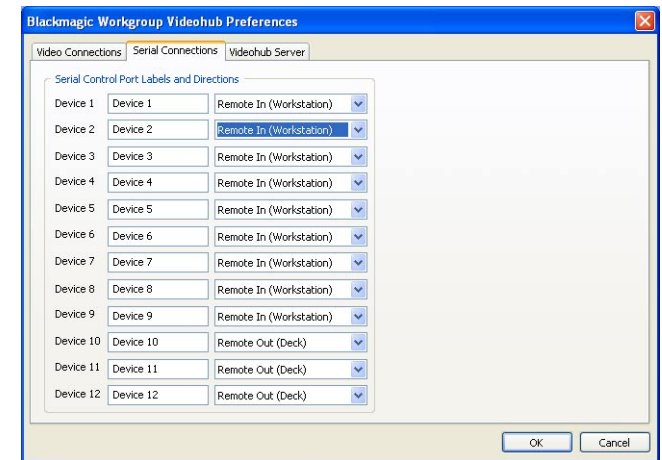 Blackmagic Workgroup Videohub Preferences
Video Connections Serial Connections Videohub Server
Serial Control Port Labels and Directions
Device 1 Device 1 Remote In (Workstation)
Device 2 Device 2 Remote In (Workstation)
Device 3 Device 3 Remote In (Workstation)
Device 4 Device 4 Remote In (Workstation)
Device 5 Device 5 Remote In (Workstation)
Device 6 Device 6 Remote In (Workstation)
Device 7 Device 7 Remote In (Workstation)
Device 8 Device 8 Remote In (Workstation)
Device 9 Device 9 Remote In (Workstation)
Device 10 Device 10 Remote Out (Deck)
Device 11 Device 11 Remote Out (Deck)
Device 12 Device 12 Remote Out (Deck)
OK Cancel